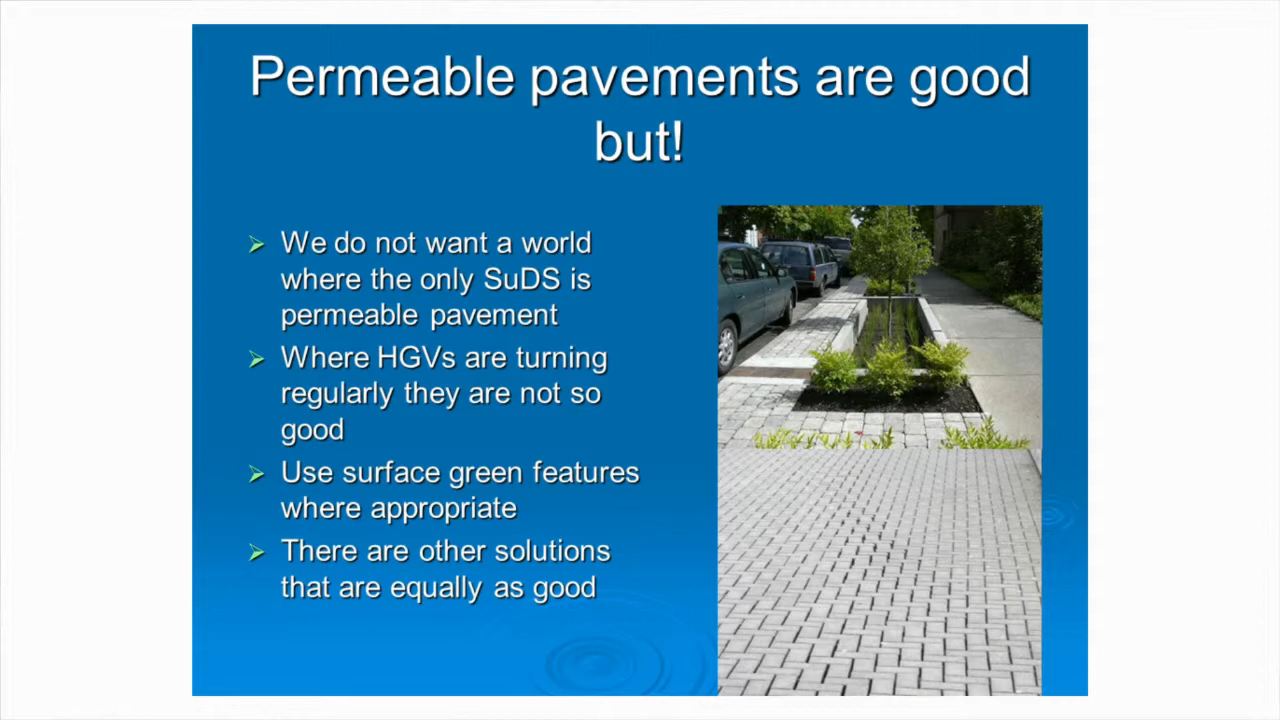 Permeable pavements are good
but!
We do not want a world
where the only SuDS is
permeable pavement
Where HGVs are turning
regularly they are not so
good
Use surface green features
where appropriate
There are other solutions
that are equally as good